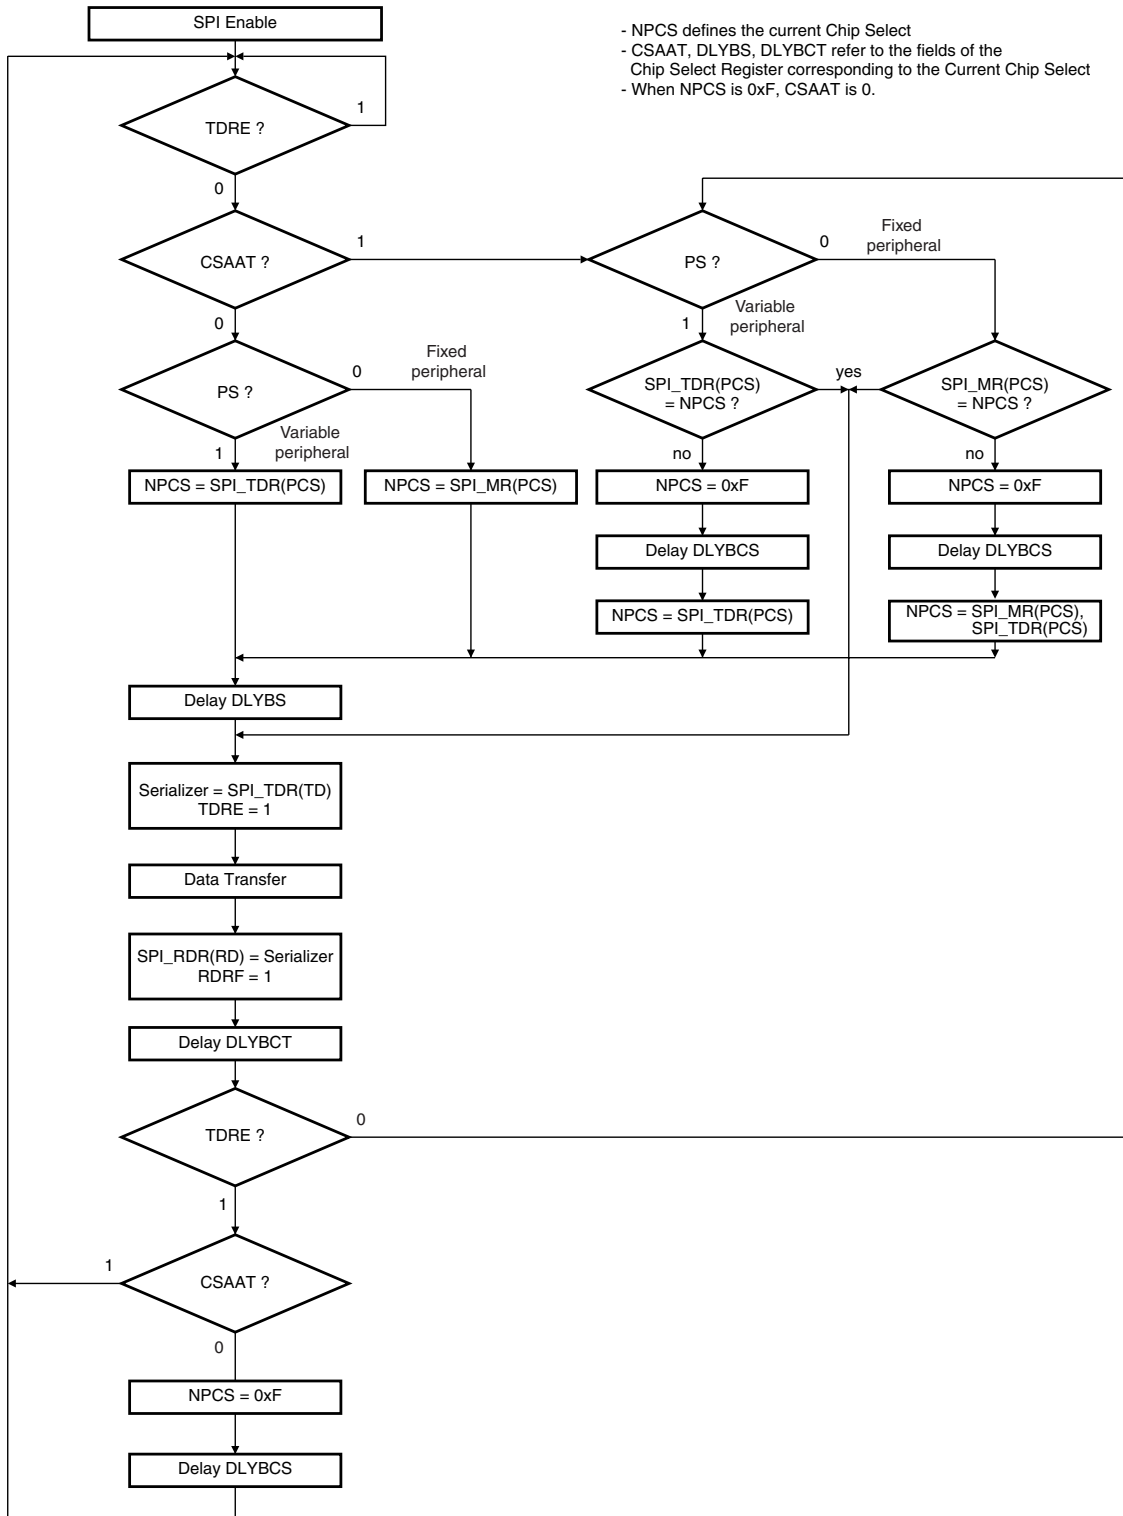 SPI Enable
- NPCS defines the current Chip Select
- CSAAT, DLYBS, DLYBCT refer to the fields of the
Chip Select Register corresponding to the Current Chip Select
- When NPCS is 0xF, CSAAT is 0.
TDRE ?
1
0
CSAAT ?
1
PS ?
0
Fixed
peripheral
0
1
Variable
peripheral
PS ?
0
Fixed
peripheral
SPI_TDR(PCS)
= NPCS ?
yes
SPI_MR(PCS)
= NPCS ?
1
Variable
peripheral
no
no
NPCS = SPI_TDR(PCS)
NPCS = SPI_MR(PCS)
NPCS = 0xF
NPCS = 0xF
Delay DLYBCS
Delay DLYBCS
NPCS = SPI_TDR(PCS)
NPCS = SPI_MR(PCS),
SPI_TDR(PCS)
Delay DLYBS
Serializer = SPI_TDR(TD)
TDRE = 1
Data Transfer
SPI_RDR(RD) = Serializer
RDRF = 1
Delay DLYBCT
TDRE ?
0
1
CSAAT ?
1
0
NPCS = 0xF
Delay DLYBCS